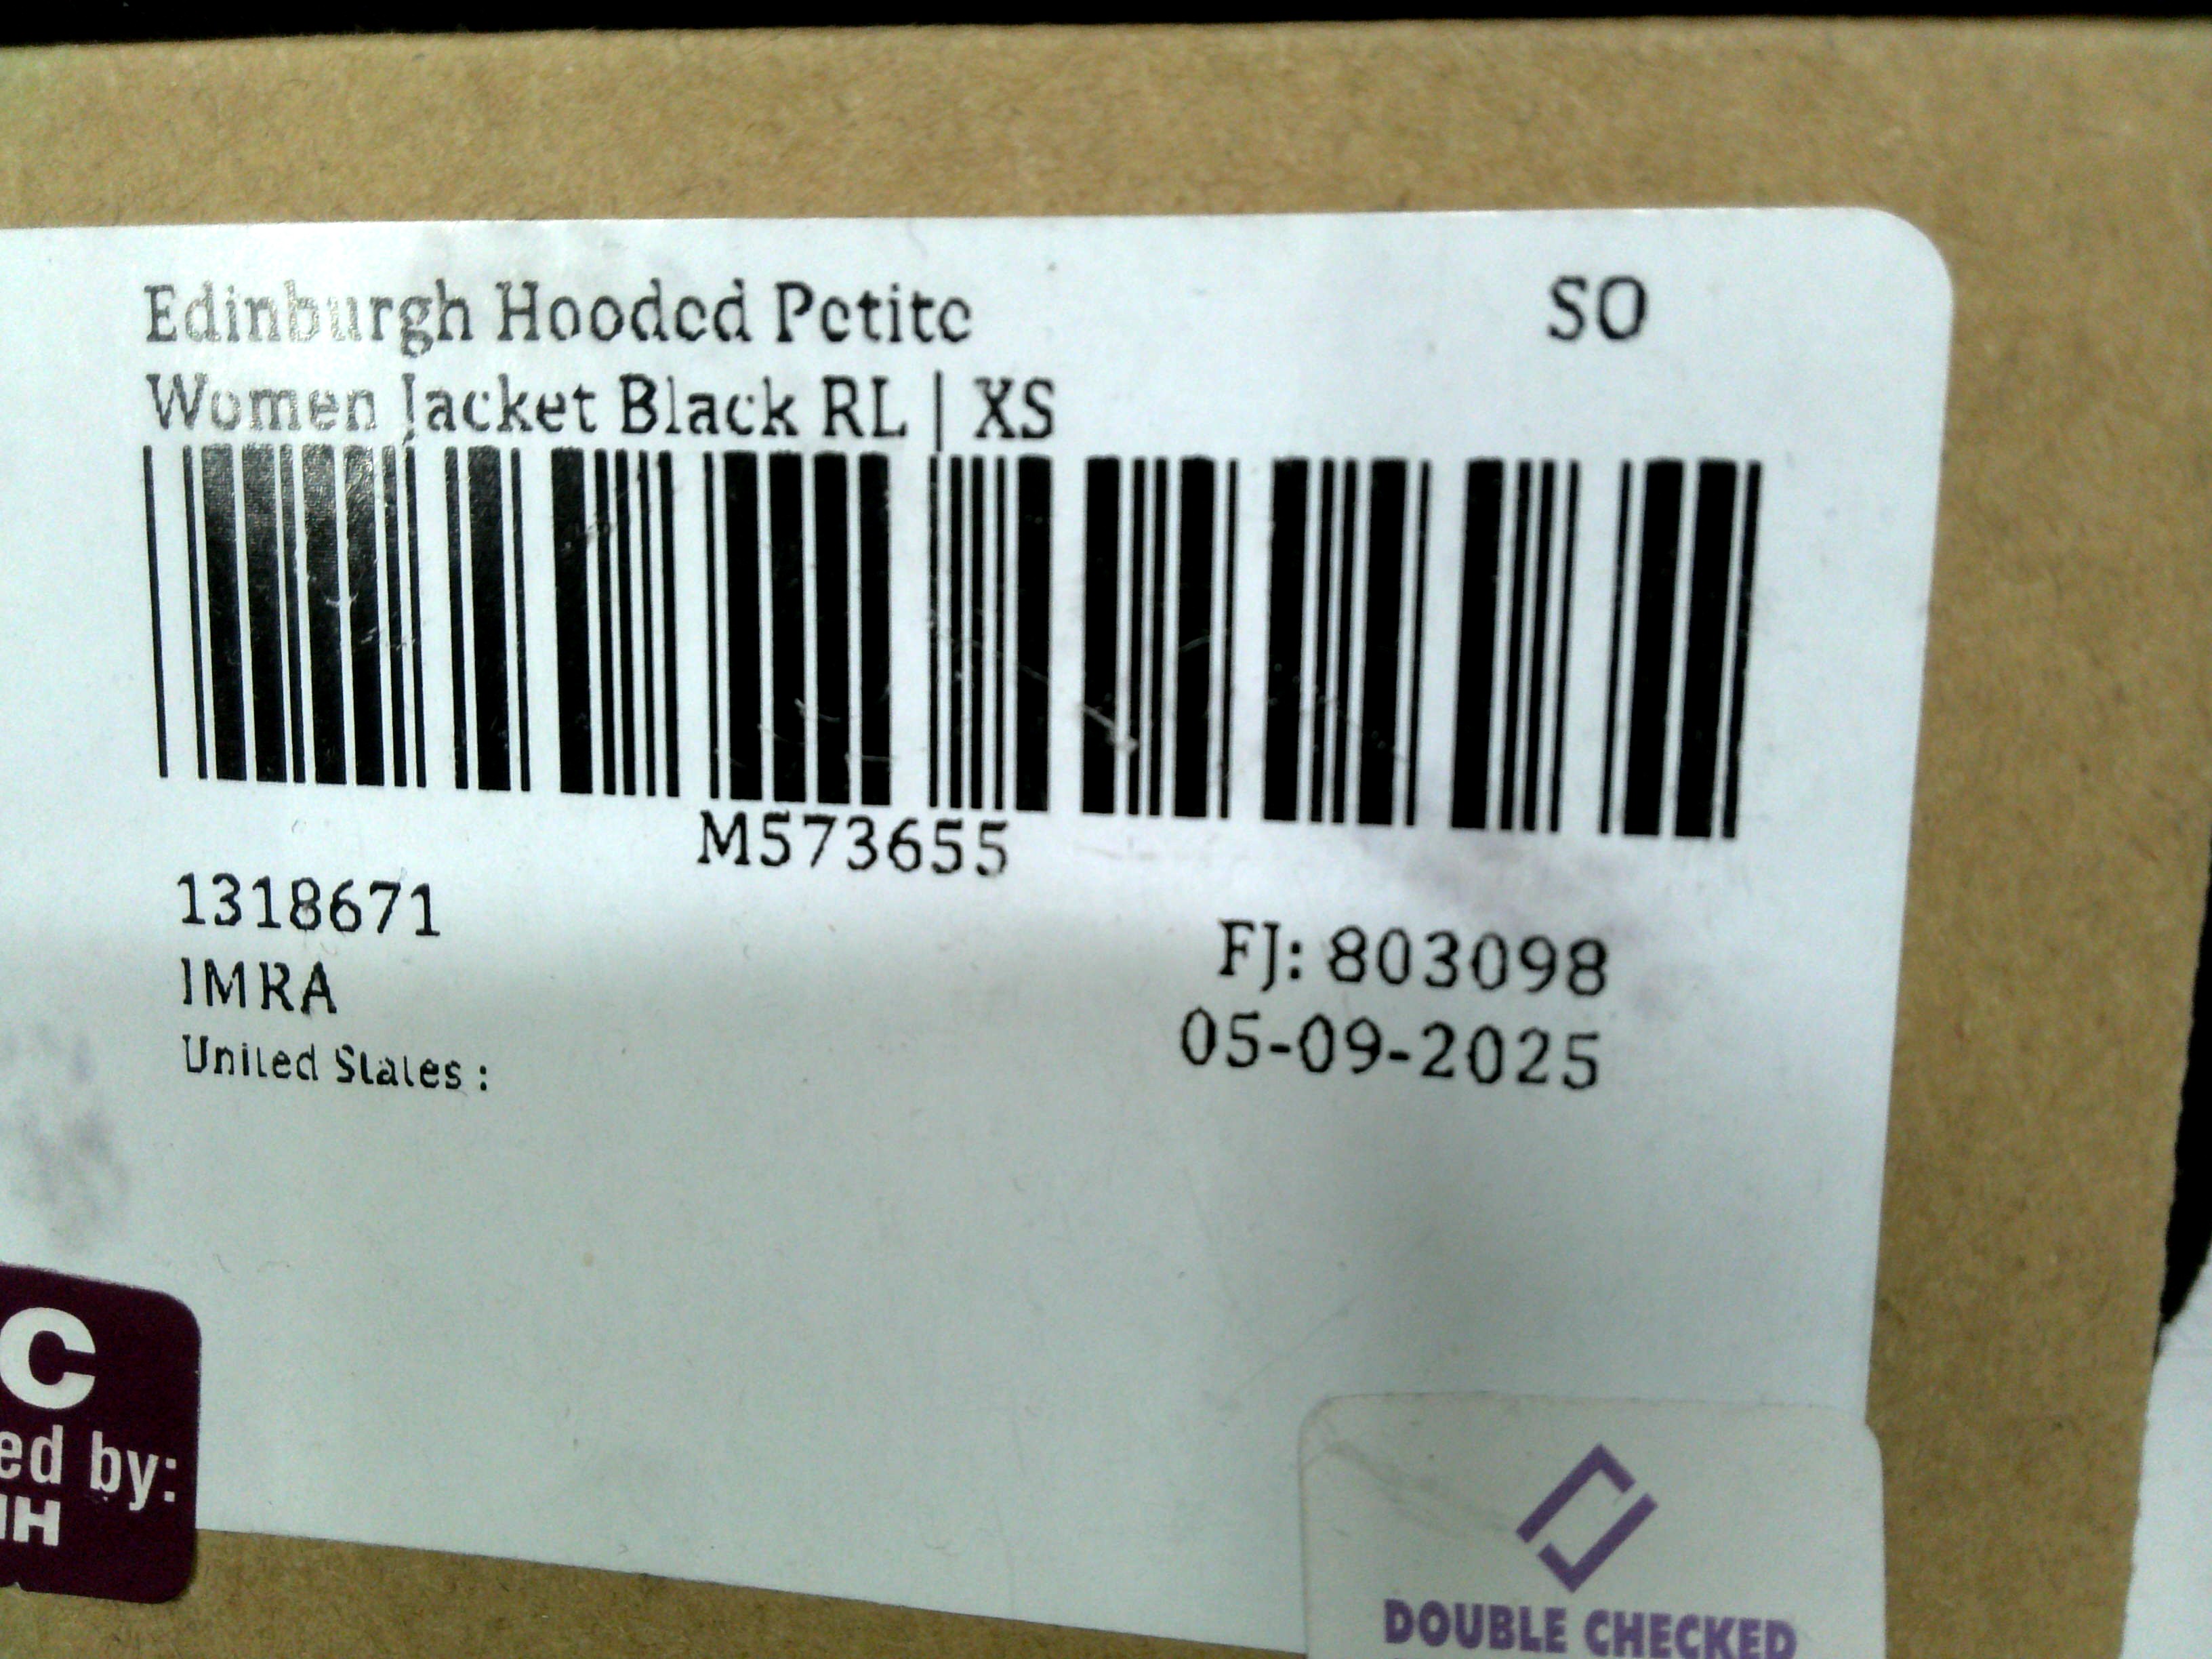 Edinburgh Hooded Petite
SO
Women Jacket Black RL | XS
M573655
1318671
FJ: 803098
IMRA
05-09-2025
United States :
C
ed by:
IH
DOUBLE CHECKED